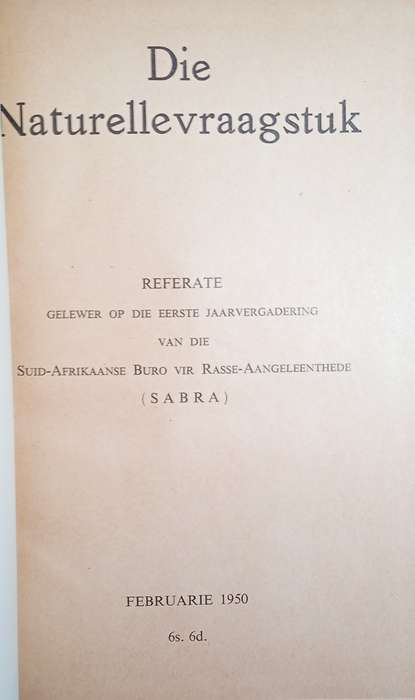 Die
Naturellevraagstuk
REFERATE
GELEWER OP DIE EERSTE JAARVERGADERING
VAN DIE
SUID-AFRIKAANSE BURO VIR RASSE-AANGELEENTHEDE
(SABRA)
FEBRUARIE 1950
6s. 6d.